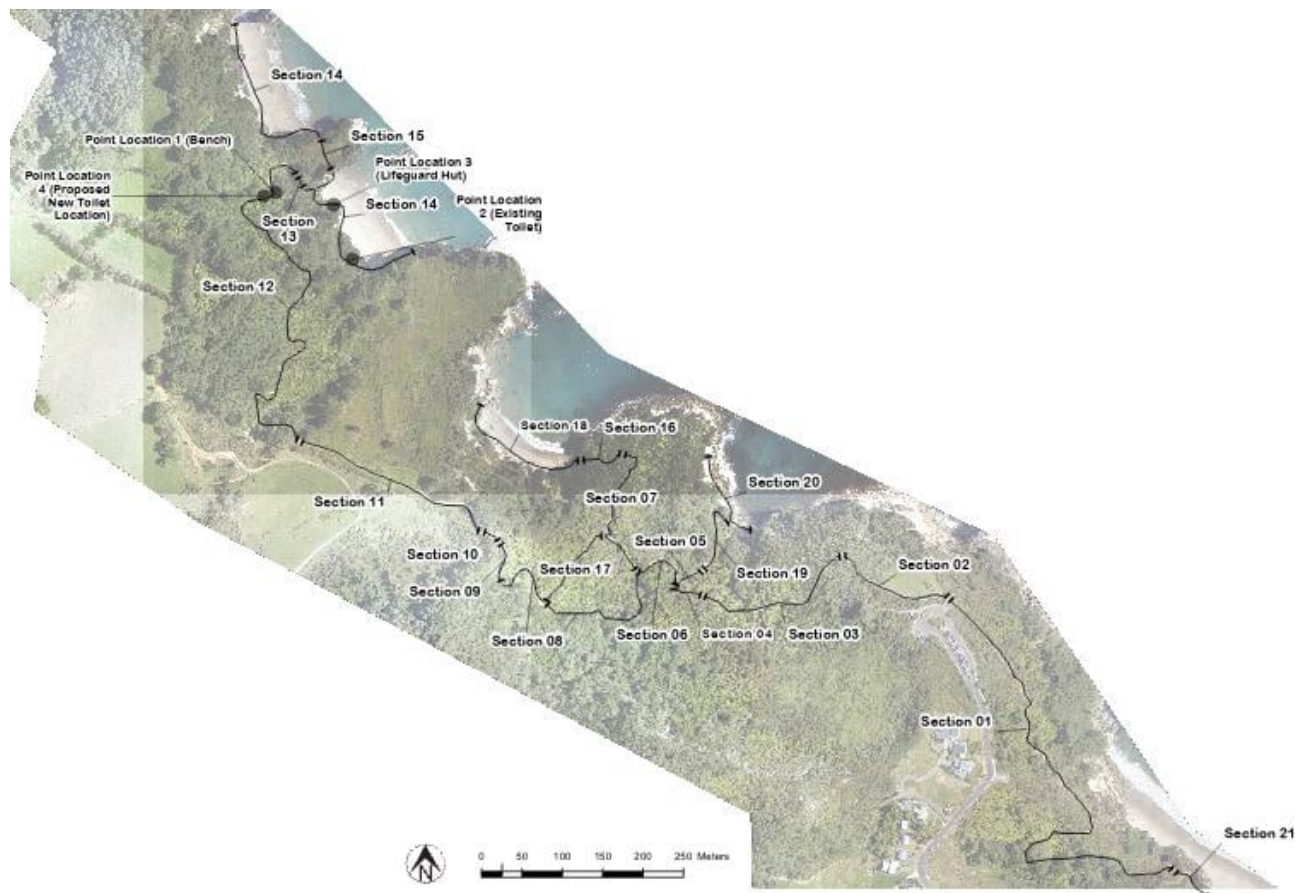 Section 14
Point Location 1 (Bench)
Section 15
Point Location 3
(Lifeguard Hut)
Point Location
4 (Proposed
New Toilet
Location)
Section 14
Point Location
2 (Existing
Toilet)
Section
13
Section 12
Section 18
Section 16
Section 11
Section 07
Section 20
Section 10
Section 05
Section 17
Section 19
Section 02
Section 09
Section 08
Section 06
Section 04
Section 03
Section 01
Section 21
N
0 50 100 150 200 250 Meters